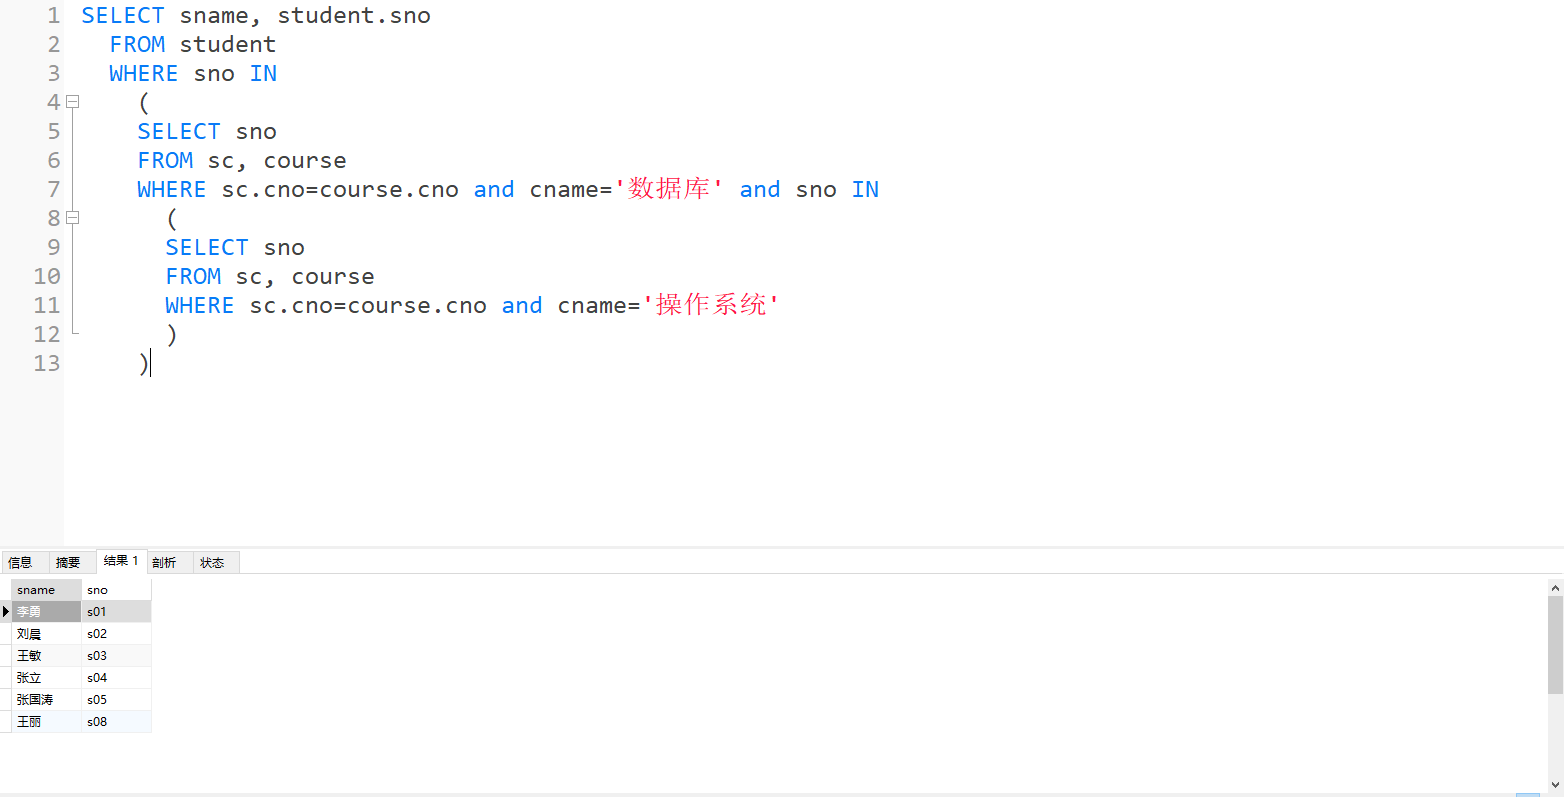 1 SELECT sname, student.sno
2 FROM student
3 WHERE sno IN
4 (
5 SELECT sno
6 FROM sc, course
7 WHERE sc.cno=course.cno and cname='数据库' and sno IN
8 (
9 SELECT sno
10 FROM sc, course
11 WHERE sc.cno=course.cno and cname='操作系统'
12 )
13 )
信息 摘要 结果 1 剖析 状态
sname sno
李勇 s01
刘晨 s02
王敏 s03
张立 s04
张国涛 s05
王丽 s08